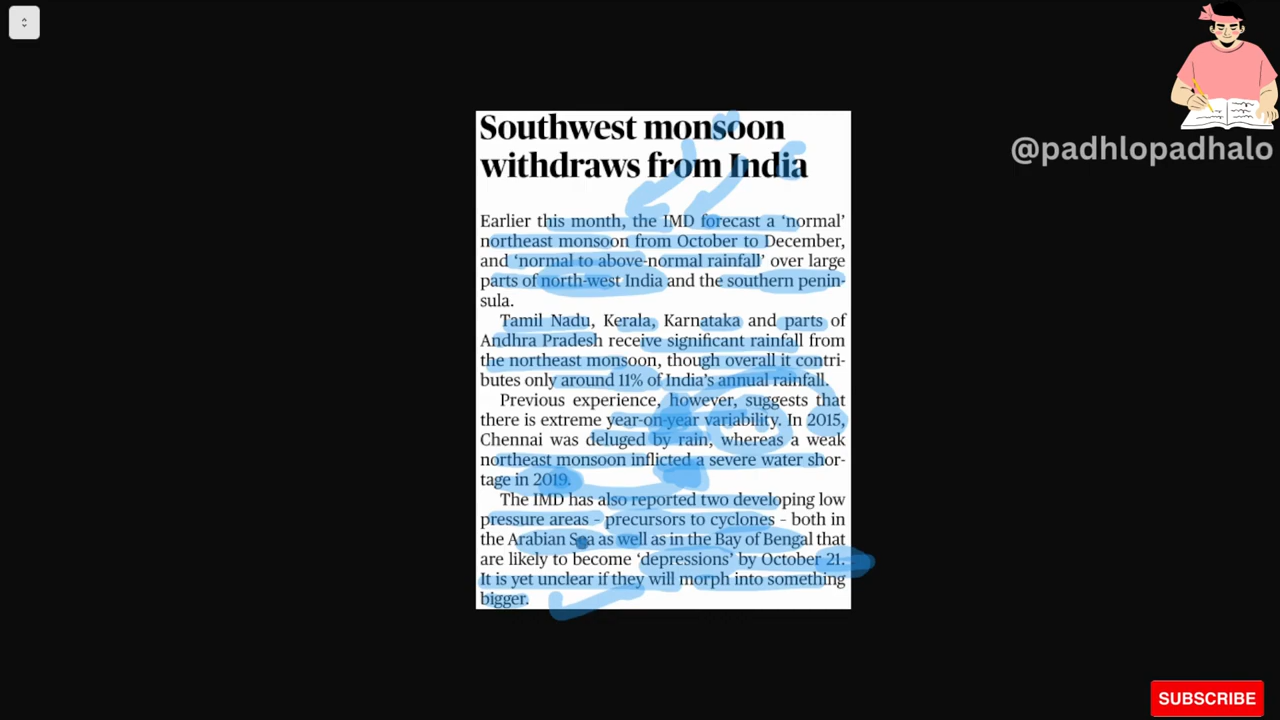 @padhlopadhalo
Southwest monsoon
withdraws from India
Earlier this month, the IMD forecast a ‘normal’
northeast monsoon from October to December,
and ‘normal to above-normal rainfall’ over large
parts of north-west India and the southern penin-
sula.
Tamil Nadu, Kerala, Karnataka and parts of
Andhra Pradesh receive significant rainfall from
the northeast monsoon, though overall it contri-
butes only around 11% of India’s annual rainfall.
Previous experience, however, suggests that
there is extreme year-on-year variability. In 2015,
Chennai was deluged by rain, whereas a weak
northeast monsoon inflicted a severe water shor-
tage in 2019.
The IMD has also reported two developing low
pressure areas – precursors to cyclones – both in
the Arabian Sea as well as in the Bay of Bengal that
are likely to become ‘depressions’ by October 21.
It is yet unclear if they will morph into something
bigger.
SUBSCRIBE